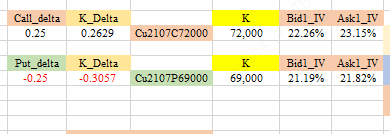 Call_delta K_Delta K Bid1_IV Ask1_IV
0.25 0.2629 Cu2107C72000 72,000 22.26% 23.15%
Put_delta K_Delta K Bid1_IV Ask1_IV
-0.25 -0.3057 Cu2107P69000 69,000 21.19% 21.82%